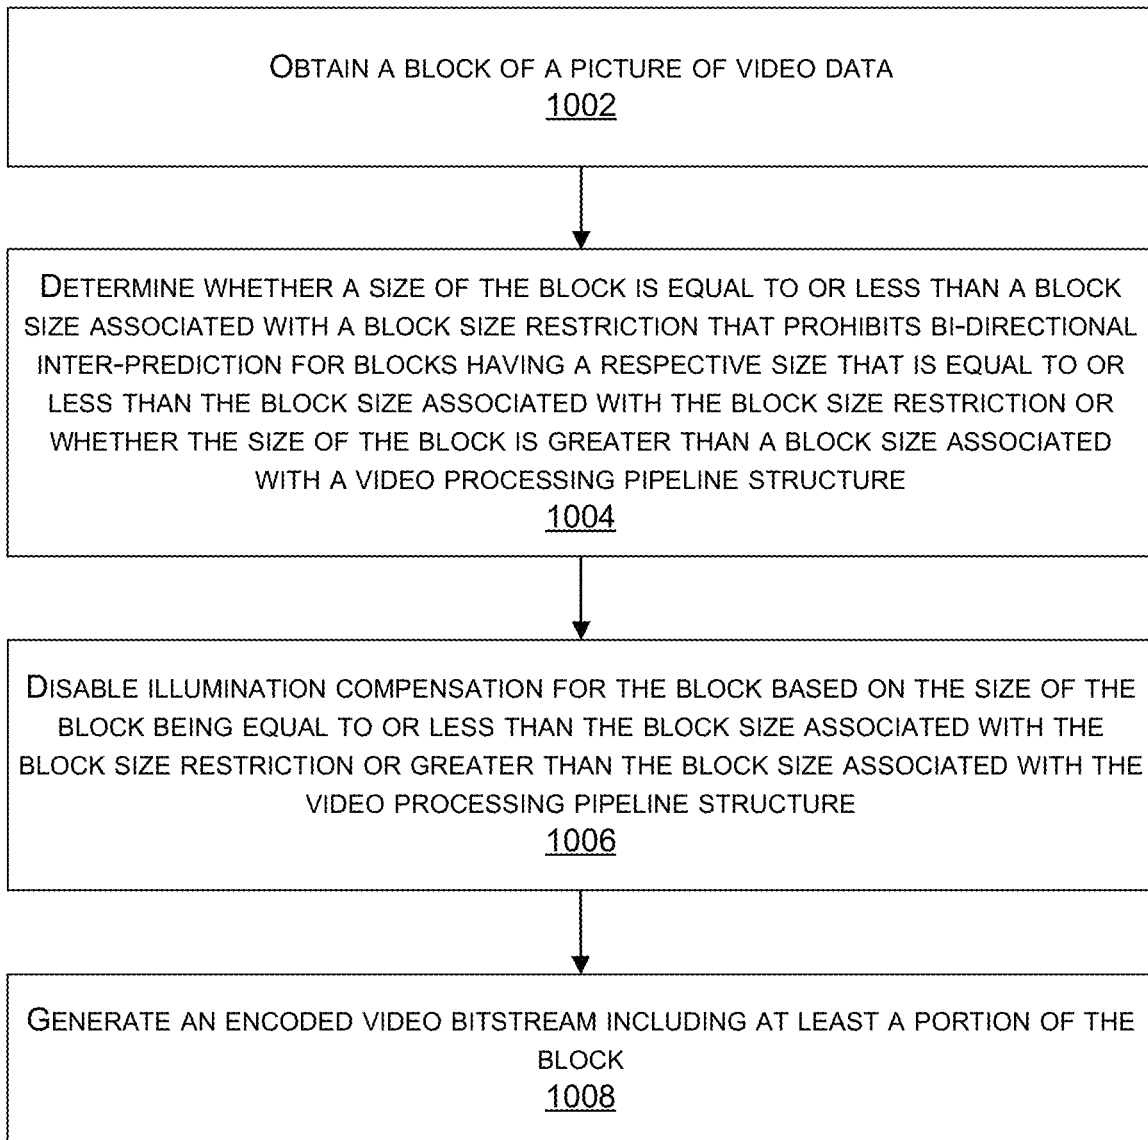 OBTAIN A BLOCK OF A PICTURE OF VIDEO DATA
1002
DETERMINE WHETHER A SIZE OF THE BLOCK IS EQUAL TO OR LESS THAN A BLOCK
SIZE ASSOCIATED WITH A BLOCK SIZE RESTRICTION THAT PROHIBITS BI-DIRECTIONAL
INTER-PREDICTION FOR BLOCKS HAVING A RESPECTIVE SIZE THAT IS EQUAL TO OR
LESS THAN THE BLOCK SIZE ASSOCIATED WITH THE BLOCK SIZE RESTRICTION OR
WHETHER THE SIZE OF THE BLOCK IS GREATER THAN A BLOCK SIZE ASSOCIATED
WITH A VIDEO PROCESSING PIPELINE STRUCTURE
1004
DISABLE ILLUMINATION COMPENSATION FOR THE BLOCK BASED ON THE SIZE OF THE
BLOCK BEING EQUAL TO OR LESS THAN THE BLOCK SIZE ASSOCIATED WITH THE
BLOCK SIZE RESTRICTION OR GREATER THAN THE BLOCK SIZE ASSOCIATED WITH THE
VIDEO PROCESSING PIPELINE STRUCTURE
1006
GENERATE AN ENCODED VIDEO BITSTREAM INCLUDING AT LEAST A PORTION OF THE
BLOCK
1008